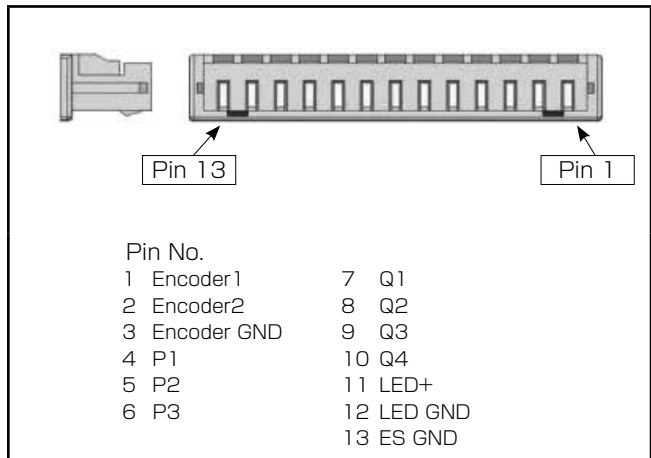 Pin 13
Pin 1
Pin No.
1 Encoder1
2 Encoder2
3 Encoder GND
4 P1
5 P2
6 P3
7 Q1
8 Q2
9 Q3
10 Q4
11 LED+
12 LED GND
13 ES GND